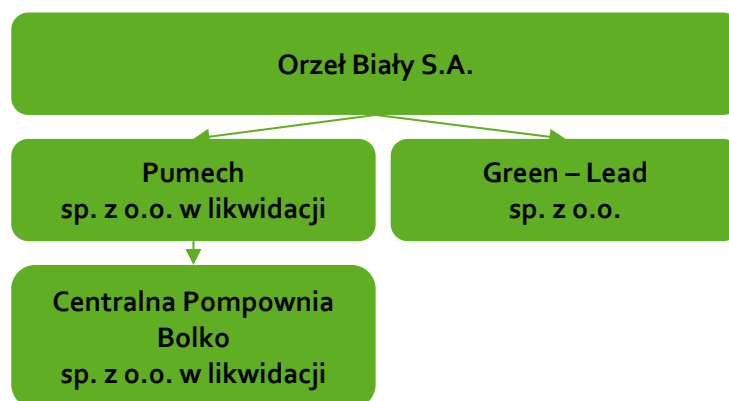 Orzeł Biały S.A.
Pumech
sp. z o.o. w likwidacji
Green – Lead
sp. z o.o.
Centralna Pompownia
Bolko
sp. z o.o. w likwidacji